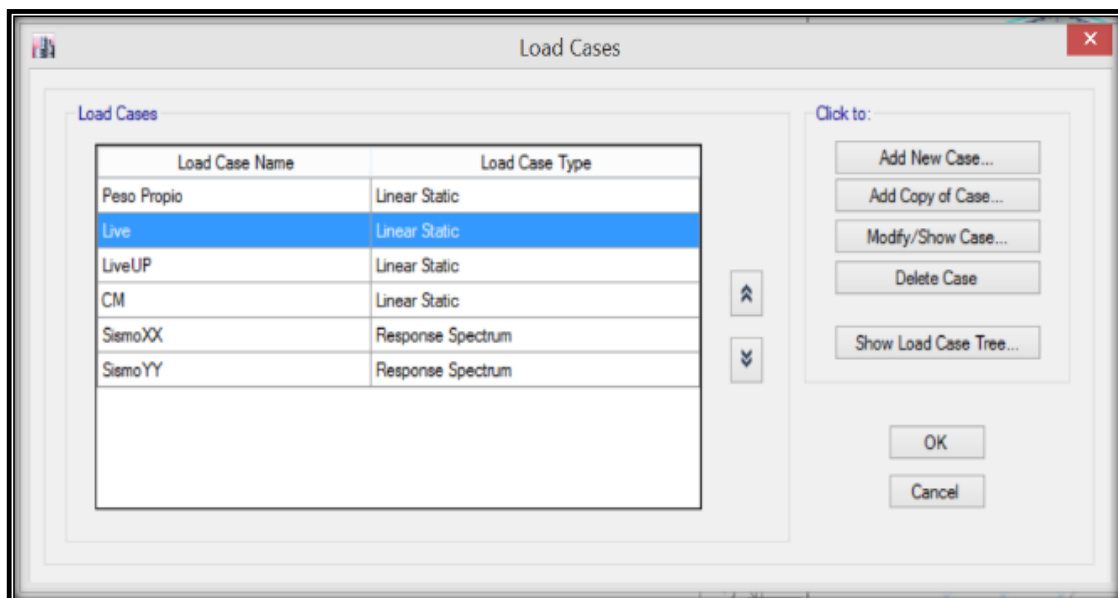 Load Cases
Load Cases
Click to:
Load Case Name Load Case Type
Peso Propio Linear Static
Live Linear Static
LiveUP Linear Static
CM Linear Static
SismoXX Response Spectrum
SismoYY Response Spectrum
Add New Case...
Add Copy of Case...
Modify/Show Case...
Delete Case
Show Load Case Tree...
OK
Cancel